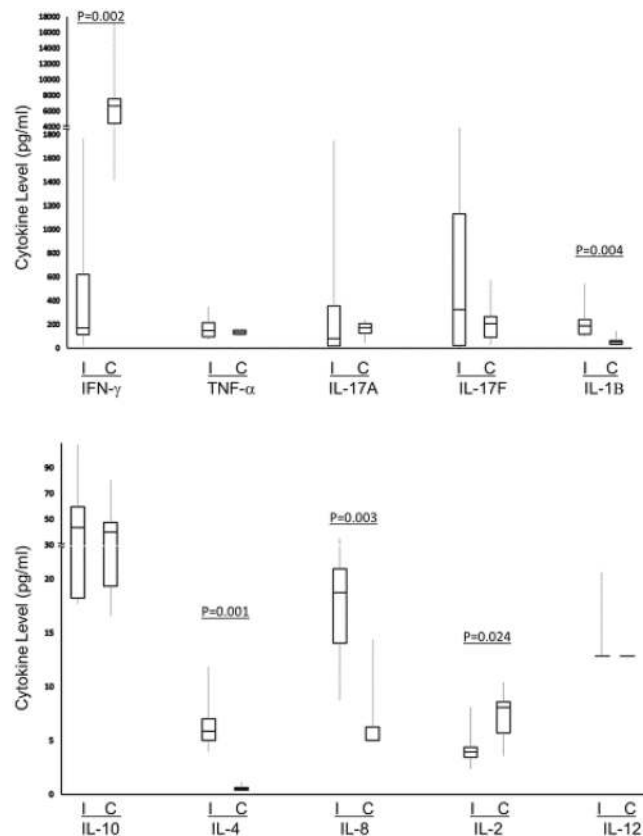 P=0.002
18000
16000
14000
12000
10000
8000
6000
4000
1800
1600
1400
1200
1000
800
600
400
200
0
Cytokine Level (pg/ml)
P=0.004
I C I C I C I C I C
IFN-γ TNF-α IL-17A IL-17F IL-1B
90
70
50
30
20
15
10
5
0
Cytokine Level (pg/ml)
P=0.003
P=0.001
P=0.024
I C I C I C I C I C
IL-10 IL-4 IL-8 IL-2 IL-12